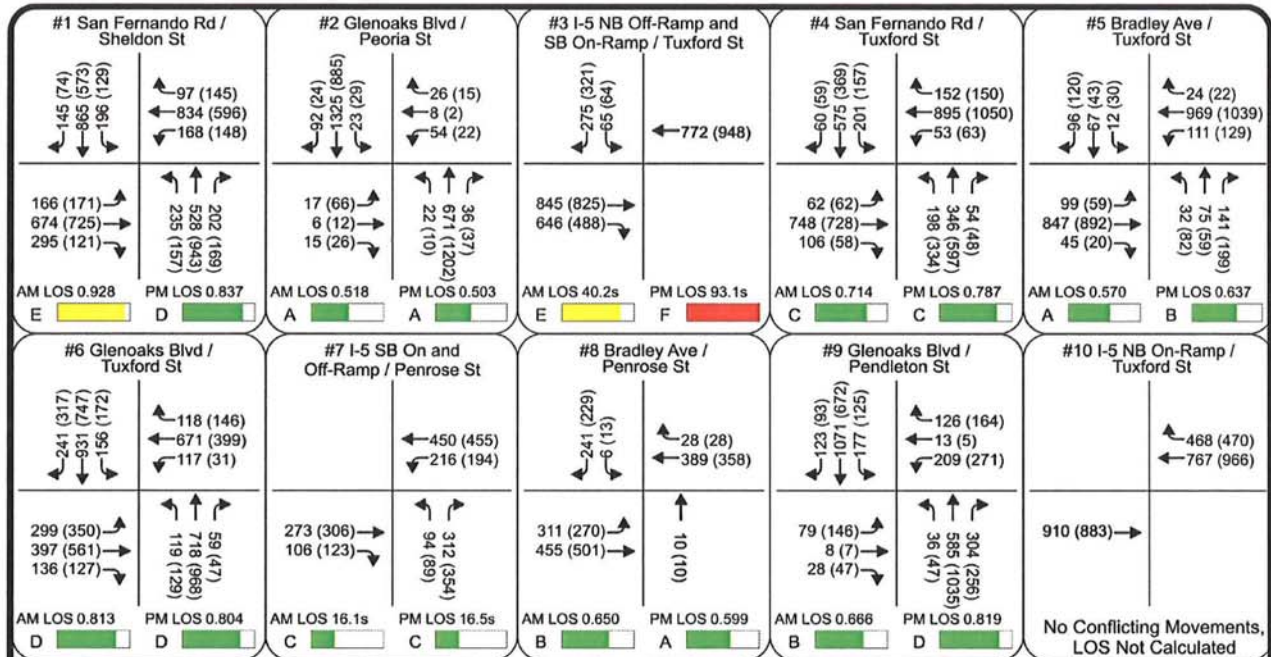 #1 San Fernando Rd /
Sheldon St
145 (74)
865 (573)
196 (129)
97 (145)
834 (596)
168 (148)
166 (171)
674 (725)
295 (121)
235 (157)
528 (943)
202 (169)
AM LOS 0.928 PM LOS 0.837
E D
#2 Glenoaks Blvd /
Peoria St
92 (24)
1325 (885)
23 (29)
26 (15)
8 (2)
54 (22)
17 (66)
6 (12)
15 (26)
22 (10)
671 (1202)
36 (37)
AM LOS 0.518 PM LOS 0.503
A A
#3 I-5 NB Off-Ramp and
SB On-Ramp / Tuxford St
275 (321)
65 (64)
772 (948)
845 (825)
646 (488)
AM LOS 40.2s PM LOS 93.1s
E F
#4 San Fernando Rd /
Tuxford St
60 (59)
575 (369)
201 (157)
152 (150)
895 (1050)
53 (63)
62 (62)
748 (728)
106 (58)
198 (334)
346 (597)
54 (48)
AM LOS 0.714 PM LOS 0.787
C C
#5 Bradley Ave /
Tuxford St
96 (120)
67 (43)
12 (30)
24 (22)
969 (1039)
111 (129)
99 (59)
847 (892)
45 (20)
32 (82)
75 (59)
141 (199)
AM LOS 0.570 PM LOS 0.637
A B
#6 Glenoaks Blvd /
Tuxford St
241 (317)
931 (747)
156 (172)
118 (146)
671 (399)
117 (31)
299 (350)
397 (561)
136 (127)
119 (129)
718 (968)
59 (47)
AM LOS 0.813 PM LOS 0.804
D D
#7 I-5 SB On and
Off-Ramp / Penrose St
450 (455)
216 (194)
273 (306)
106 (123)
94 (89)
312 (354)
AM LOS 16.1s PM LOS 16.5s
C C
#8 Bradley Ave /
Penrose St
241 (229)
6 (13)
28 (28)
389 (358)
311 (270)
455 (501)
10 (10)
AM LOS 0.650 PM LOS 0.599
B A
#9 Glenoaks Blvd /
Pendleton St
123 (93)
1071 (672)
177 (125)
126 (164)
13 (5)
209 (271)
79 (146)
8 (7)
28 (47)
36 (47)
585 (1035)
304 (256)
AM LOS 0.666 PM LOS 0.819
B D
#10 I-5 NB On-Ramp /
Tuxford St
468 (470)
767 (966)
910 (883)
No Conflicting Movements,
LOS Not Calculated